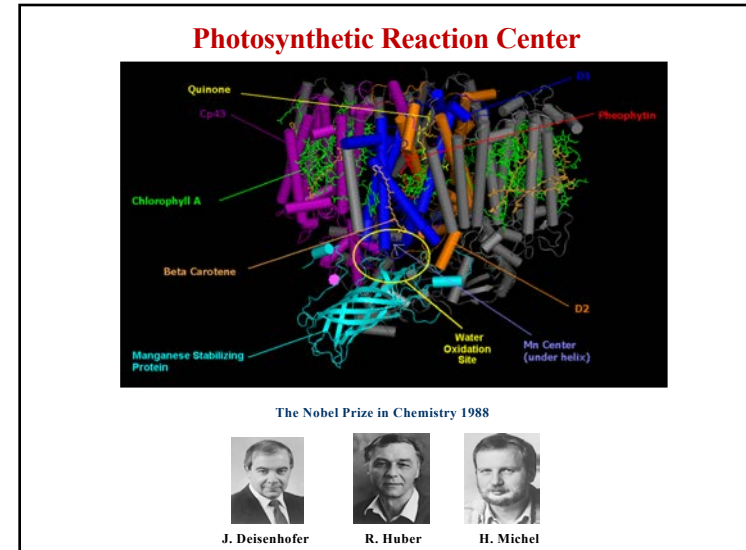 Photosynthetic Reaction Center
Quinone
D1
Cp43
Pheophytin
Chlorophyll A
Beta Carotene
D2
Water
Oxidation
Site
Mn Center
(under helix)
Manganese Stabilizing
Protein
The Nobel Prize in Chemistry 1988
J. Deisenhofer
R. Huber
H. Michel